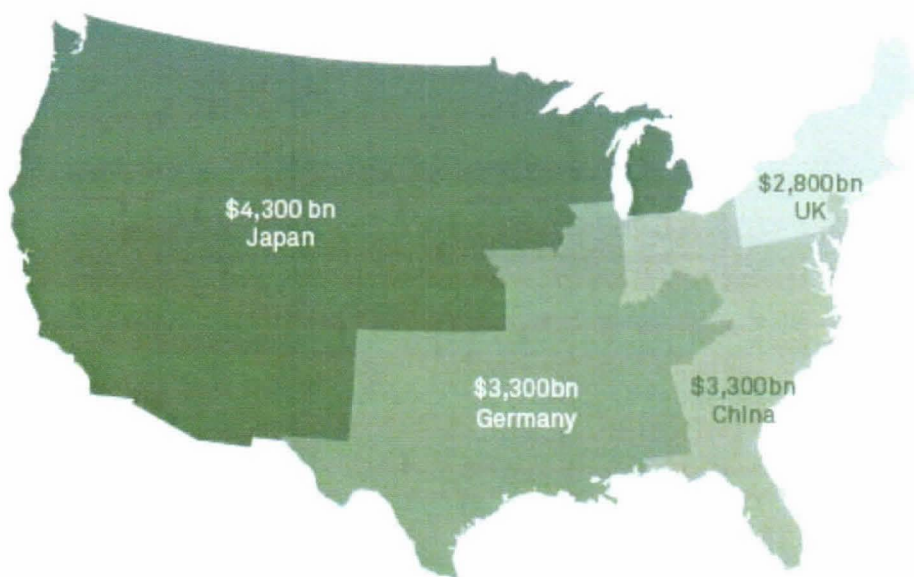 $4,300 bn
Japan
$2,800bn
UK
$3,300bn
Germany
$3,300bn
China